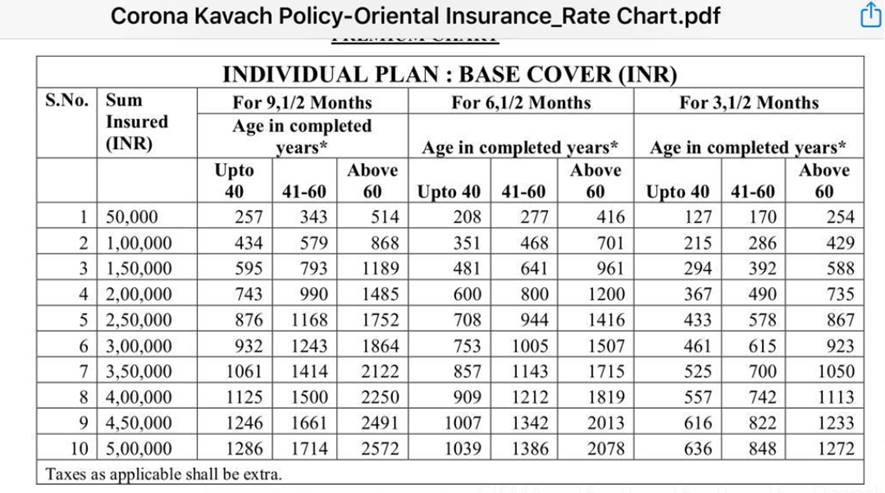 Corona Kavach Policy-Oriental Insurance_Rate Chart.pdf
INDIVIDUAL PLAN : BASE COVER (INR)
S.No. Sum Insured (INR) For 9,1/2 Months For 6,1/2 Months For 3,1/2 Months
Age in completed years* Age in completed years* Age in completed years*
Upto 40 41-60 Above 60 Upto 40 41-60 Above 60 Upto 40 41-60 Above 60
1 50,000 257 343 514 208 277 416 127 170 254
2 1,00,000 434 579 868 351 468 701 215 286 429
3 1,50,000 595 793 1189 481 641 961 294 392 588
4 2,00,000 743 990 1485 600 800 1200 367 490 735
5 2,50,000 876 1168 1752 708 944 1416 433 578 867
6 3,00,000 932 1243 1864 753 1005 1507 461 615 923
7 3,50,000 1061 1414 2122 857 1143 1715 525 700 1050
8 4,00,000 1125 1500 2250 909 1212 1819 557 742 1113
9 4,50,000 1246 1661 2491 1007 1342 2013 616 822 1233
10 5,00,000 1286 1714 2572 1039 1386 2078 636 848 1272
Taxes as applicable shall be extra.